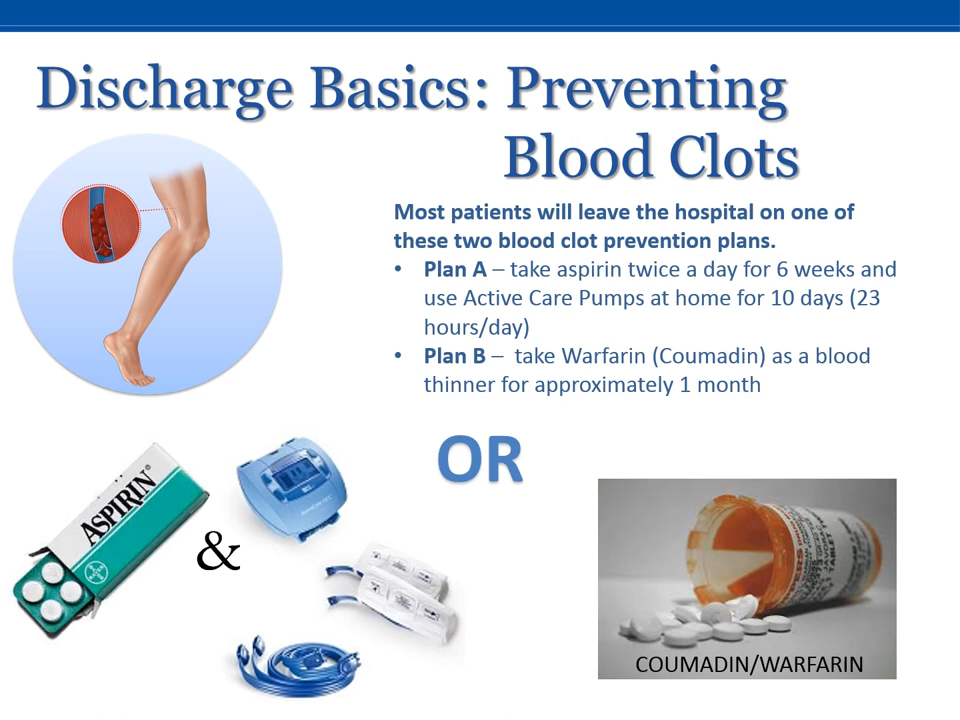 Discharge Basics: Preventing
Blood Clots
Most patients will leave the hospital on one of
these two blood clot prevention plans.
• Plan A – take aspirin twice a day for 6 weeks and
use Active Care Pumps at home for 10 days (23
hours/day)
• Plan B – take Warfarin (Coumadin) as a blood
thinner for approximately 1 month
OR
ASPIRIN®
&
COUMADIN/WARFARIN